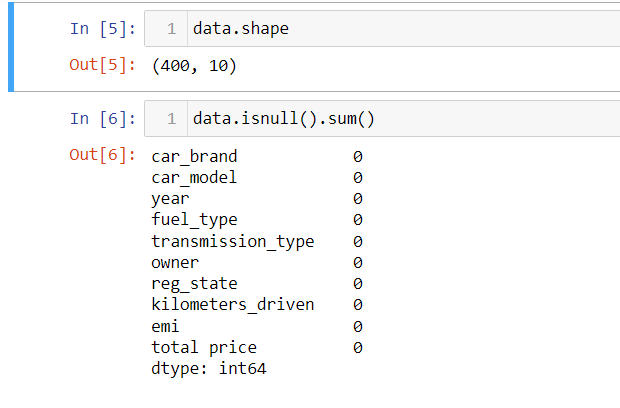 In [5]: 1 data.shape
Out[5]: (400, 10)
In [6]: 1 data.isnull().sum()
Out[6]: car_brand 0
car_model 0
year 0
fuel_type 0
transmission_type 0
owner 0
reg_state 0
kilometers_driven 0
emi 0
total price 0
dtype: int64